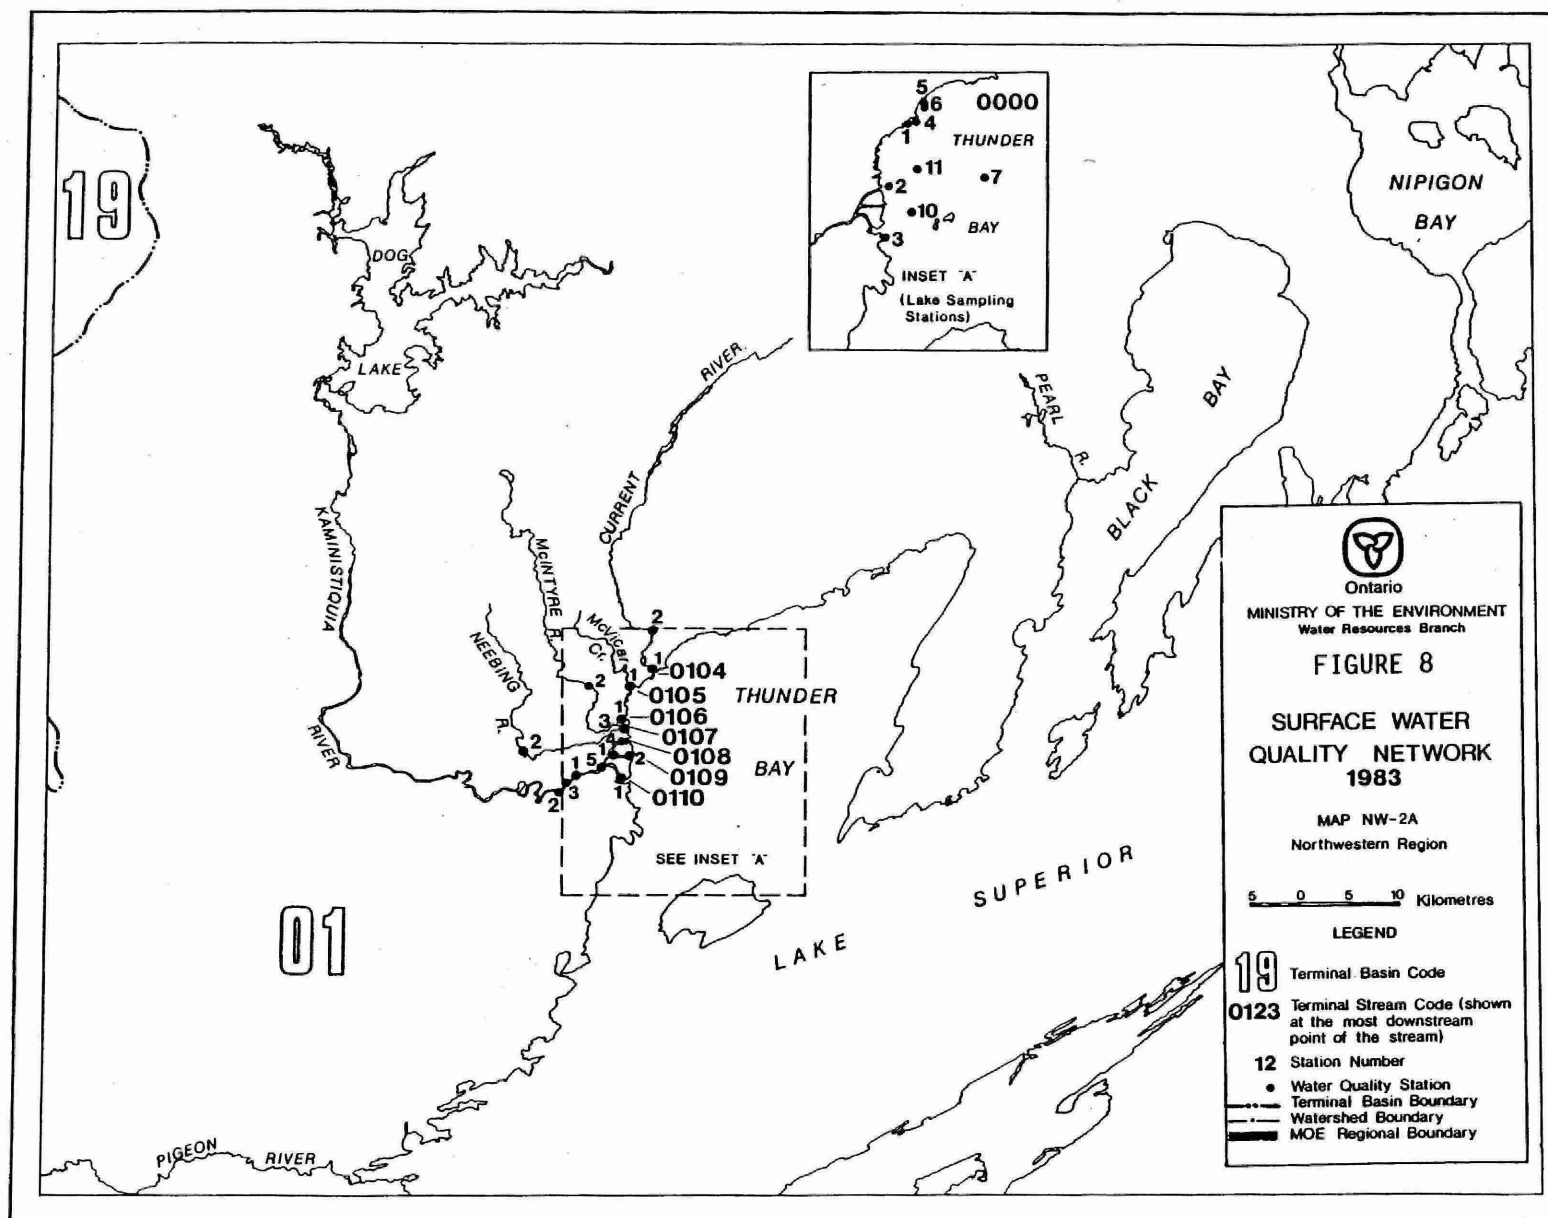 19
DOG
LAKE
5
6
0000
4
1
THUNDER
11
7
2
10
BAY
3
INSET "A"
(Lake Sampling
Stations)
NIPIGON
BAY
RIVER
CURRENT
PEARL
R.
BLACK
BAY
KAMINISTIQUIA
RIVER
McINTYRE
R.
McVicar
Cr.
NEEBING
R.
2
1
0104
2
1
0105
1
0106
3
0107
4
0108
2
1
5
2
0109
1
3
2
1
0110
THUNDER
BAY
SEE INSET "A"
LAKE
SUPERIOR
01
PIGEON
RIVER
Ontario
MINISTRY OF THE ENVIRONMENT
Water Resources Branch
FIGURE 8
SURFACE WATER
QUALITY NETWORK
1983
MAP NW-2A
Northwestern Region
5 0 5 10 Kilometres
LEGEND
19 Terminal Basin Code
0123 Terminal Stream Code (shown
at the most downstream
point of the stream)
12 Station Number
Water Quality Station
Terminal Basin Boundary
Watershed Boundary
MOE Regional Boundary